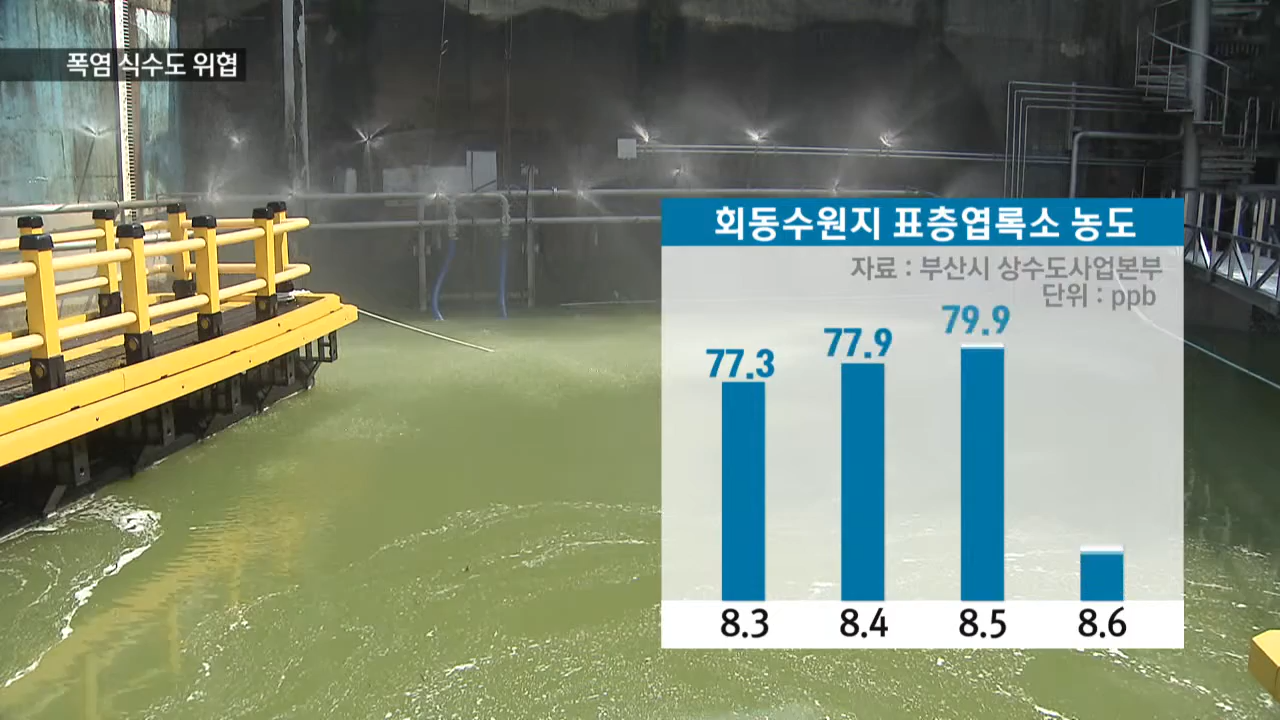 폭염 식수도 위협
회동수원지 표층엽록소 농도
자료 : 부산시 상수도사업본부
단위 : ppb
77.3 77.9 79.9
8.3 8.4 8.5 8.6